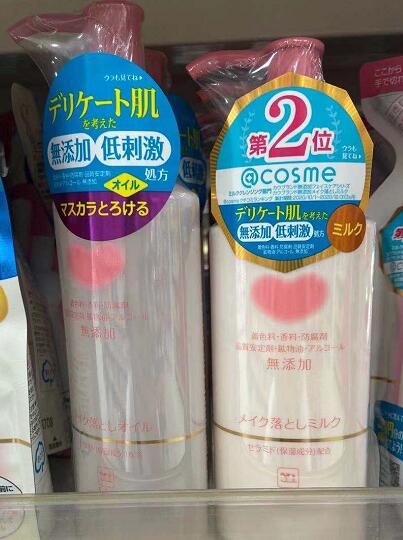 ウラも見てね
デリケート肌
を考えた
無添加 低刺激
処方
オイル
マスカラとろける
着色料・香料・防腐剤
無添加
メイク落としオイル
ウラも見てね
第2位
@cosme
デリケート肌を考えた
無添加 低刺激 処方
ミルク
着色料・香料・防腐剤
品質安定剤・鉱物油・アルコール
無添加
メイク落としミルク
セラミド(保湿成分)配合
ここから
手で切